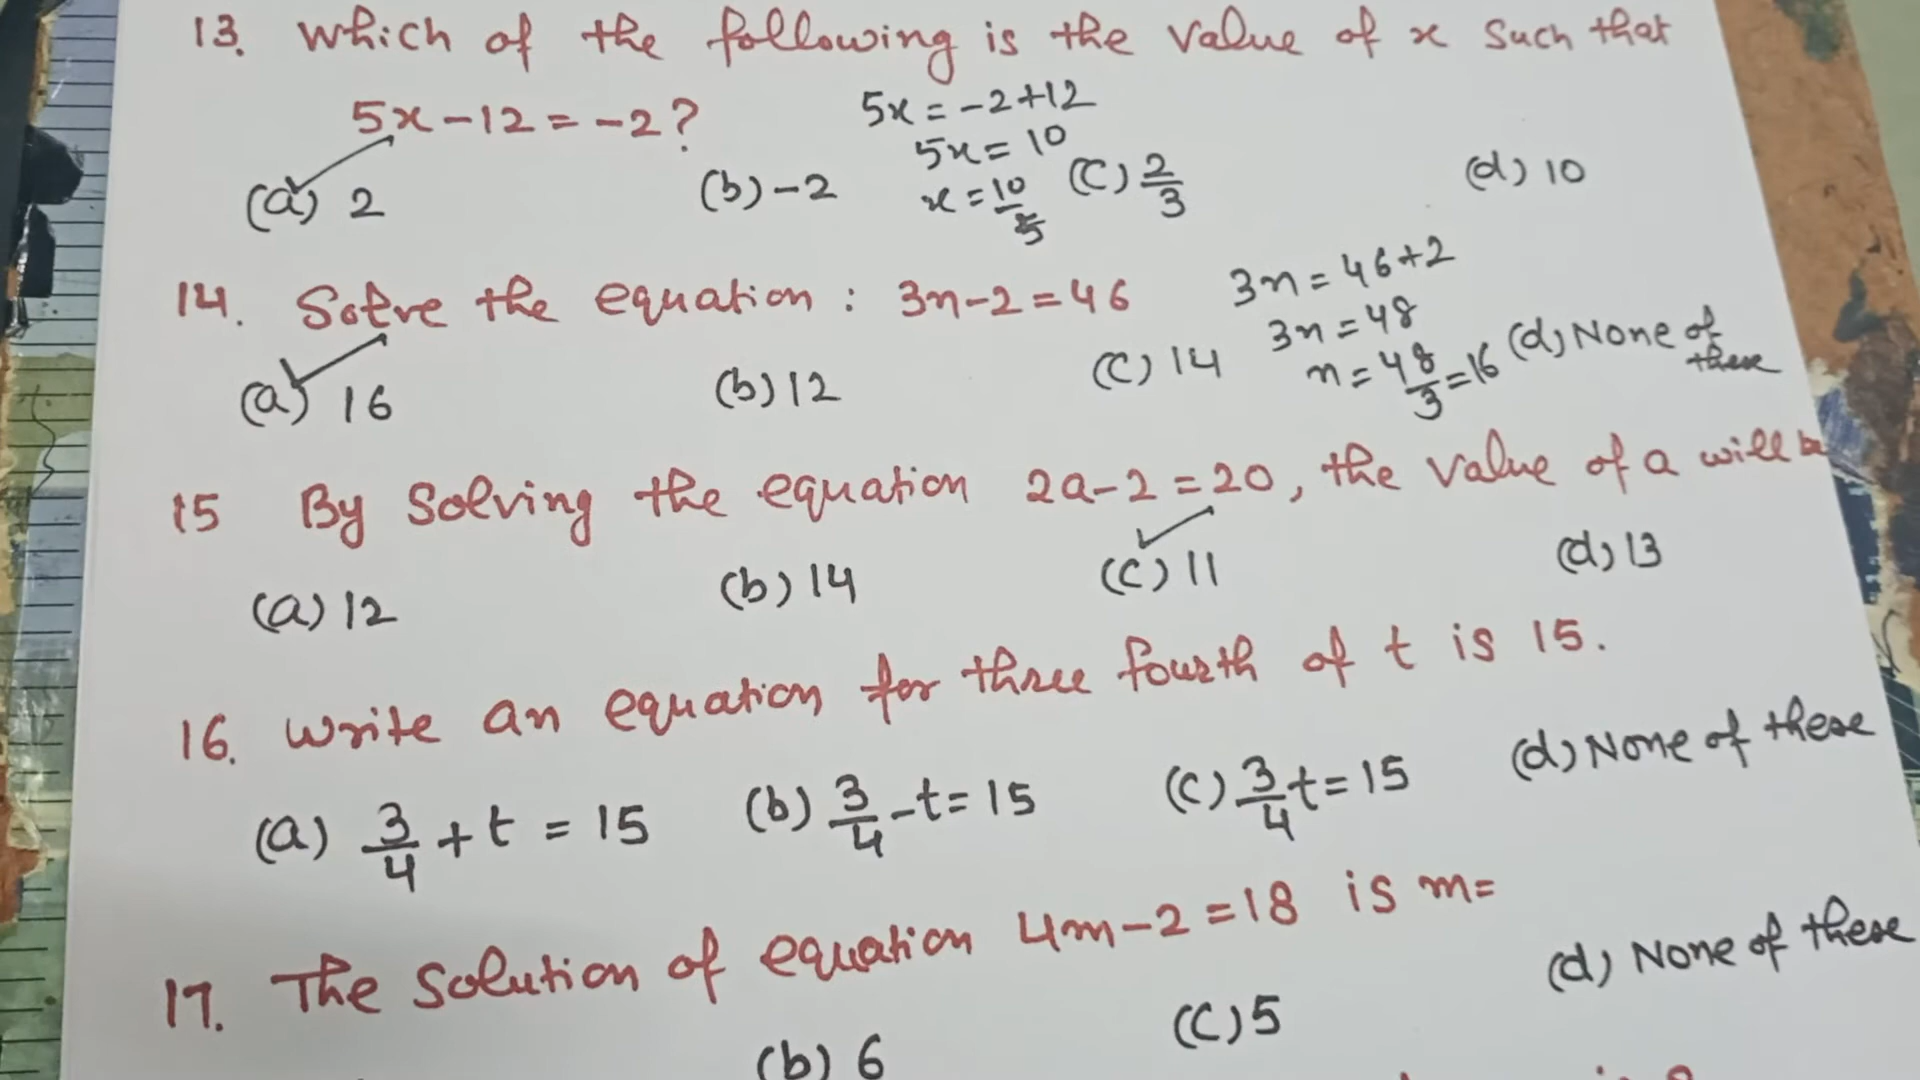 13. Which of the following is the value of x such that
5x-12=-2?
5x=-2+12
5x=10
x=10/5
(a) 2 (b) -2 (c) 2/3 (d) 10
14. Solve the equation : 3n-2=46
3n=46+2
3n=48
n=48/3=16
(a) 16 (b) 12 (c) 14 (d) None of these
15 By Solving the equation 2a-2=20, the value of a will be
(a) 12 (b) 14 (c) 11 (d) 13
16. Write an equation for three fourth of t is 15.
(a) 3/4+t=15 (b) 3/4-t=15 (c) 3/4t=15 (d) None of these
17. The Solution of equation 4m-2=18 is m=
(b) 6 (c) 5 (d) None of these